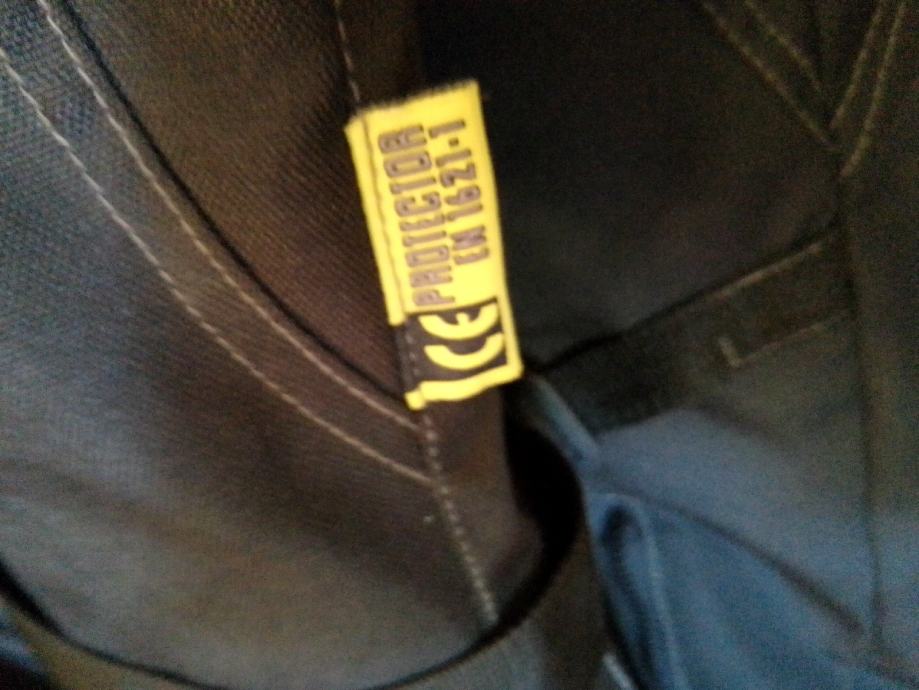 PROTECTOR
EN 1621-1
CE